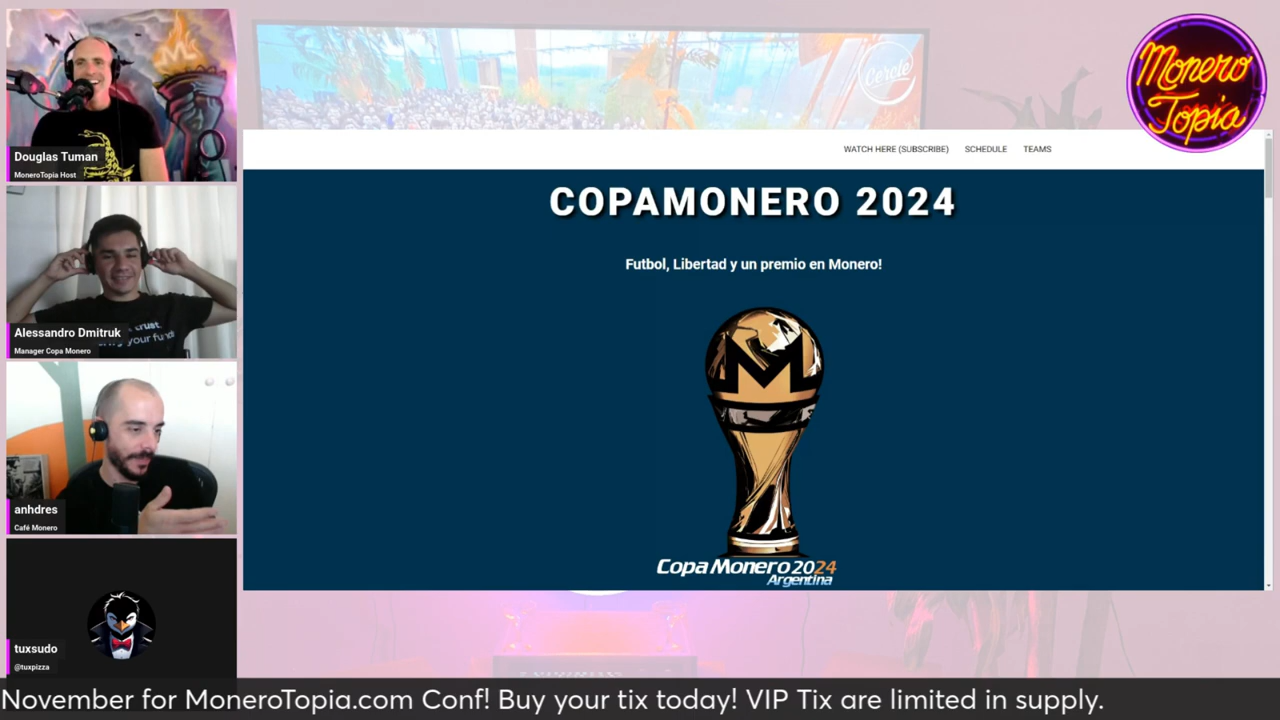 Douglas Tuman
MoneroTopia Host
Alessandro Dmitruk
Manager Copa Monero
anhdres
Café Monero
tuxsudo
@tuxpizza
Cercle
Monero
Topia
WATCH HERE (SUBSCRIBE)
SCHEDULE
TEAMS
COPAMONERO 2024
Futbol, Libertad y un premio en Monero!
Copa Monero 2024
Argentina
November for MoneroTopia.com Conf! Buy your tix today! VIP Tix are limited in supply.